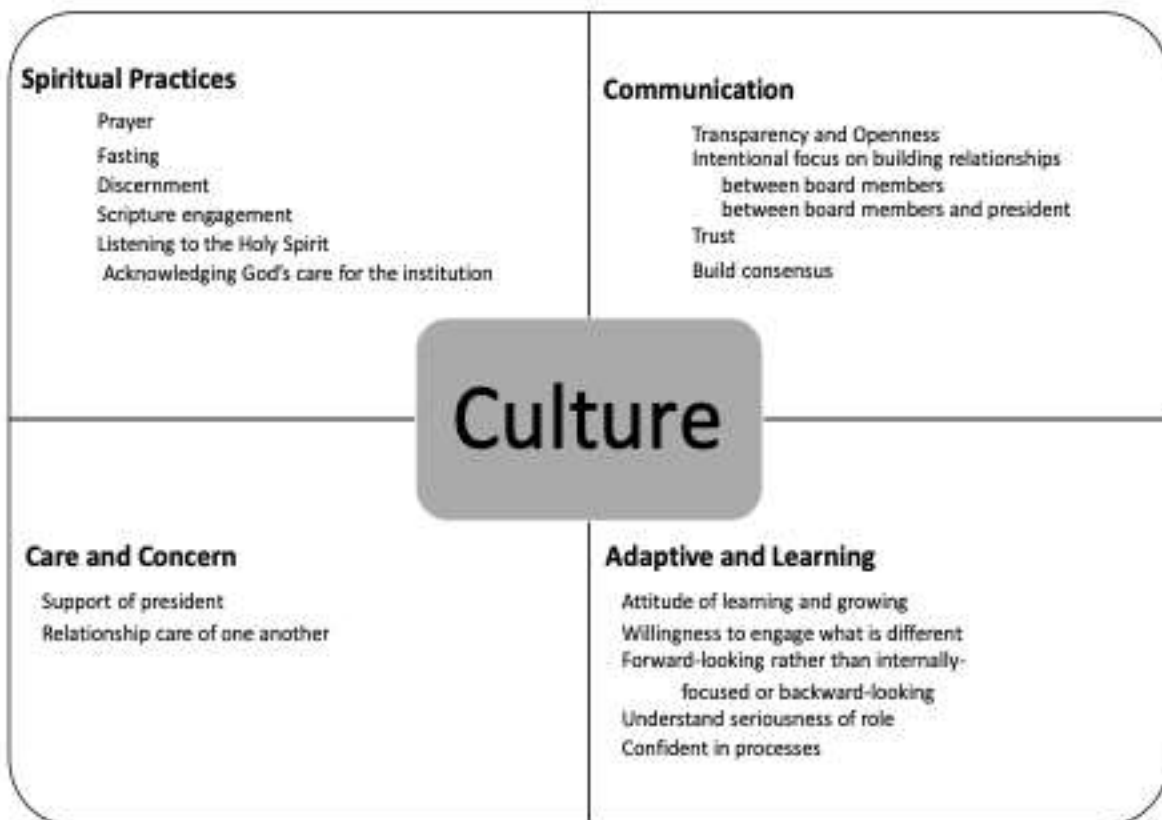 Spiritual Practices
Prayer
Fasting
Discernment
Scripture engagement
Listening to the Holy Spirit
Acknowledging God's care for the institution
Communication
Transparency and Openness
Intentional focus on building relationships
between board members
between board members and president
Trust
Build consensus
Culture
Care and Concern
Support of president
Relationship care of one another
Adaptive and Learning
Attitude of learning and growing
Willingness to engage what is different
Forward-looking rather than internally-
focused or backward-looking
Understand seriousness of role
Confident in processes